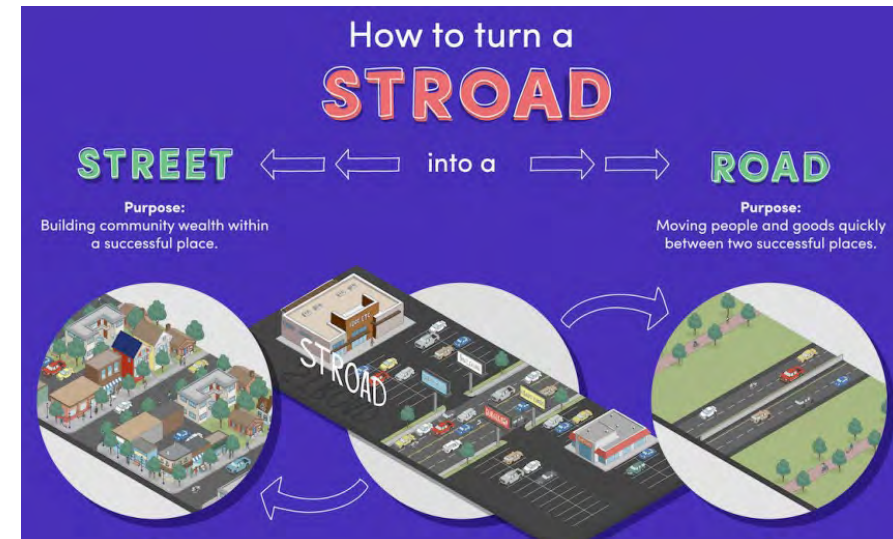 How to turn a
STROAD
STREET
into a
ROAD
Purpose:
Building community wealth within
a successful place.
Purpose:
Moving people and goods quickly
between two successful places.
STROAD